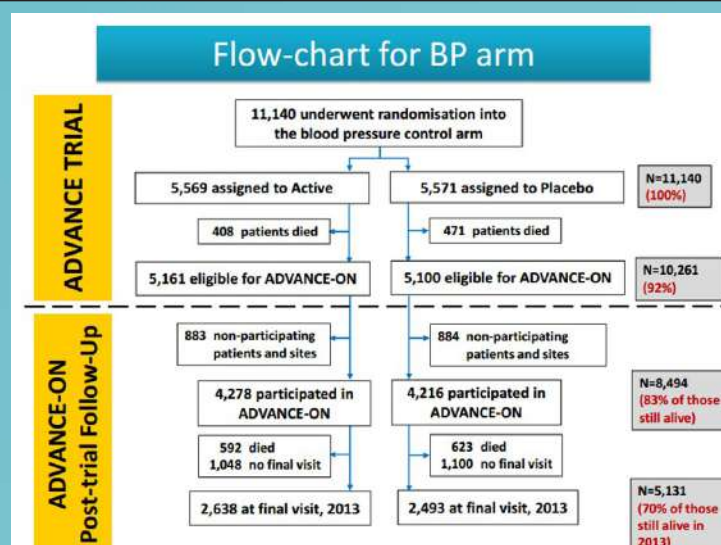 Flow-chart for BP arm
ADVANCE TRIAL
11,140 underwent randomisation into
the blood pressure control arm
5,569 assigned to Active
5,571 assigned to Placebo
N=11,140
(100%)
408 patients died
471 patients died
5,161 eligible for ADVANCE-ON
5,100 eligible for ADVANCE-ON
N=10,261
(92%)
ADVANCE-ON
Post-trial Follow-Up
883 non-participating
patients and sites
884 non-participating
patients and sites
4,278 participated in
ADVANCE-ON
4,216 participated in
ADVANCE-ON
N=8,494
(83% of those
still alive)
592 died
1,048 no final visit
623 died
1,100 no final visit
2,638 at final visit, 2013
2,493 at final visit, 2013
N=5,131
(70% of those
still alive in
2013)